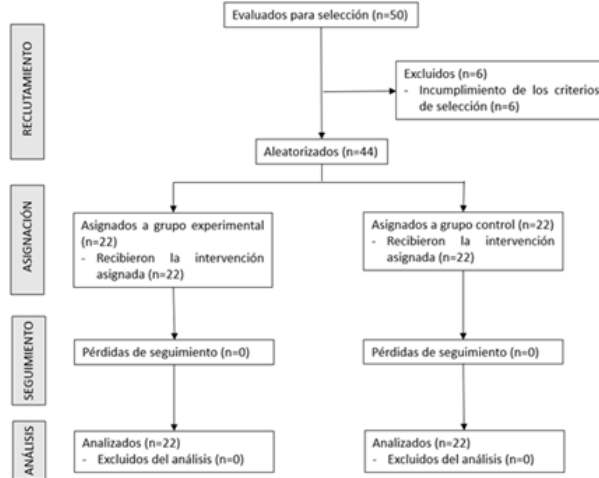 RECLUTAMIENTO
Evaluados para selección (n=50)
Excluidos (n=6)
- Incumplimiento de los criterios
de selección (n=6)
Aleatorizados (n=44)
ASIGNACIÓN
Asignados a grupo experimental
(n=22)
- Recibieron la intervención
asignada (n=22)
Asignados a grupo control (n=22)
- Recibieron la intervención
asignada (n=22)
SEGUIMIENTO
Pérdidas de seguimiento (n=0)
Pérdidas de seguimiento (n=0)
ANÁLISIS
Analizados (n=22)
- Excluidos del análisis (n=0)
Analizados (n=22)
- Excluidos del análisis (n=0)